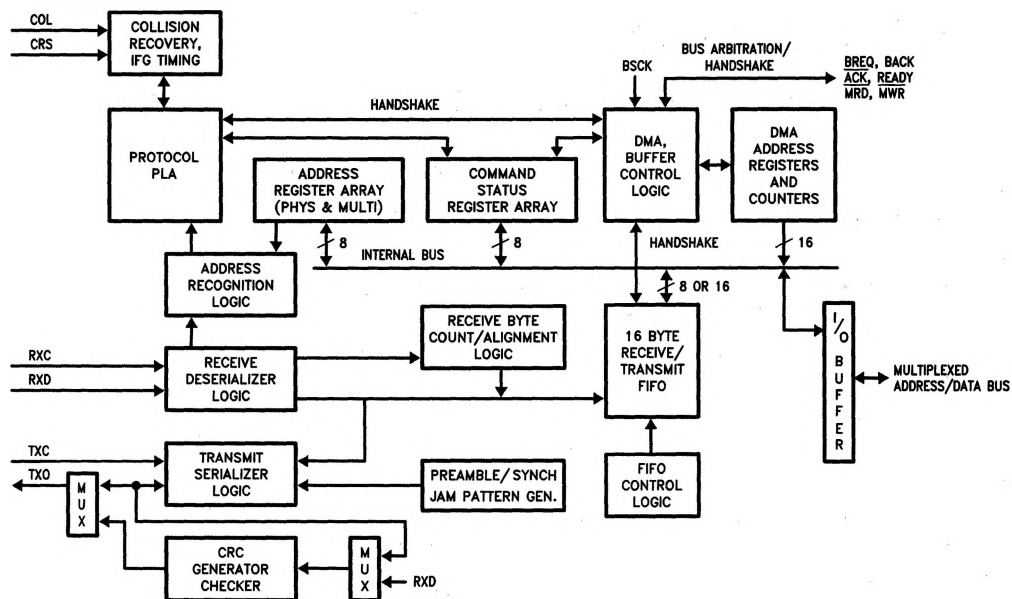 COL
CRS
COLLISION
RECOVERY,
IFG TIMING
BUS ARBITRATION/
HANDSHAKE
BSCK
BREQ, BACK
ACK, READY
MRD, MWR
HANDSHAKE
PROTOCOL
PLA
ADDRESS
REGISTER ARRAY
(PHYS & MULTI)
COMMAND
STATUS
REGISTER ARRAY
DMA,
BUFFER
CONTROL
LOGIC
DMA
ADDRESS
REGISTERS
AND
COUNTERS
8
8
HANDSHAKE
16
INTERNAL BUS
8 OR 16
ADDRESS
RECOGNITION
LOGIC
RECEIVE BYTE
COUNT/ALIGNMENT
LOGIC
16 BYTE
RECEIVE/
TRANSMIT
FIFO
I/O
BUFFER
MULTIPLEXED
ADDRESS/DATA BUS
RXC
RXD
RECEIVE
DESERIALIZER
LOGIC
TXC
TXO
TRANSMIT
SERIALIZER
LOGIC
PREAMBLE/SYNCH
JAM PATTERN GEN.
FIFO
CONTROL
LOGIC
MUX
CRC
GENERATOR
CHECKER
MUX
RXD